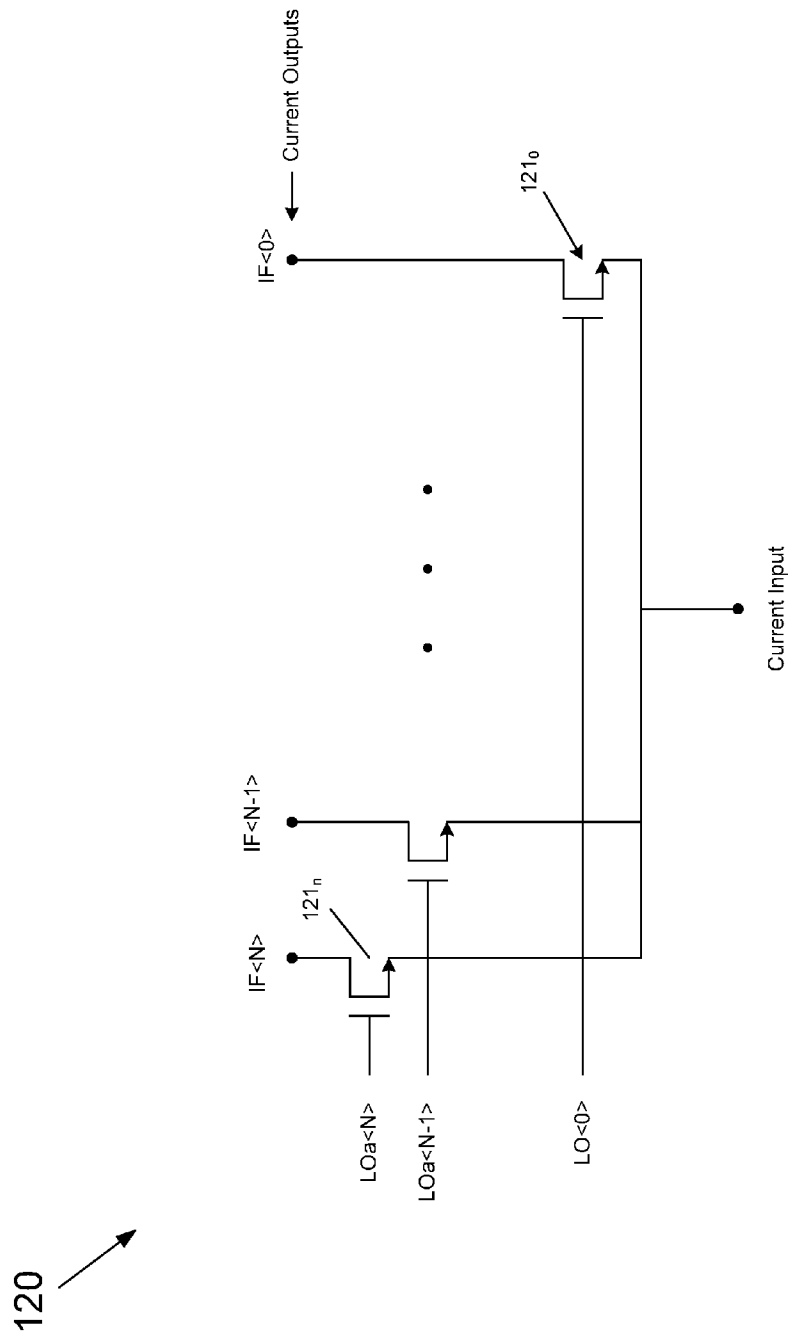 120
IF<N>
IF<N-1>
IF<0>
Current Outputs
121n
1210
LOa<N>
LOa<N-1>
LO<0>
Current Input